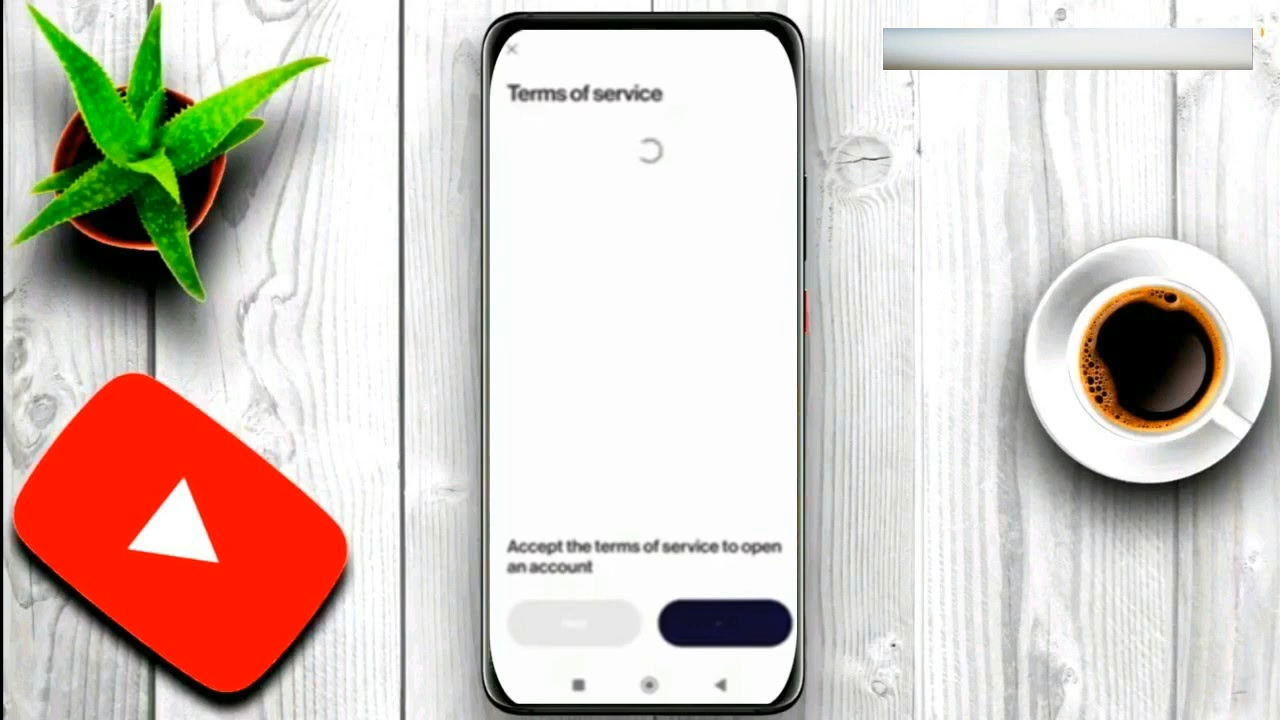 Terms of service
Accept the terms of service to open
an account